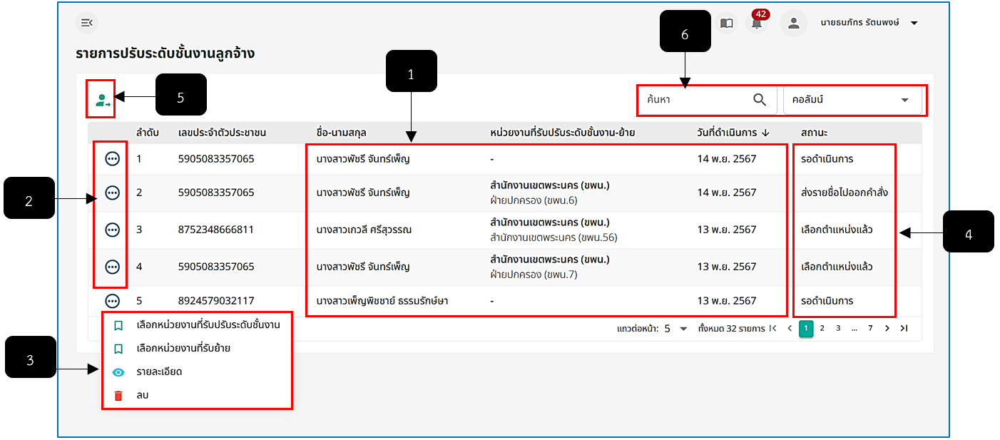 6
42
นายธนภัทร รัตนพงษ์
รายการปรับระดับชั้นงานลูกจ้าง
1
5
ค้นหา
คอลัมน์
ลำดับ เลขประจำตัวประชาชน ชื่อ-นามสกุล หน่วยงานที่รับปรับระดับชั้นงาน-ย้าย วันที่ดำเนินการ สถานะ
1 5905083357065 นางสาวพัชรี จันทร์เพ็ญ - 14 พ.ย. 2567 รอดำเนินการ
2 5905083357065 นางสาวพัชรี จันทร์เพ็ญ สำนักงานเขตพระนคร (ขพน.) 14 พ.ย. 2567 ส่งรายชื่อไปออกคำสั่ง
ฝ่ายปกครอง (ขพน.6)
2
3 8752348666811 นางสาวเกวลี ศรีสุวรรณ สำนักงานเขตพระนคร (ขพน.) 13 พ.ย. 2567 เลือกตำแหน่งแล้ว
สำนักงานเขตพระนคร (ขพน.56)
4
4 5905083357065 นางสาวพัชรี จันทร์เพ็ญ สำนักงานเขตพระนคร (ขพน.) 13 พ.ย. 2567 เลือกตำแหน่งแล้ว
ฝ่ายปกครอง (ขพน.7)
5 8924579032117 นางสาวเพ็ญพิชชาย์ ธรรมรักษ์ษา - 13 พ.ย. 2567 รอดำเนินการ
แถวต่อหน้า: 5 ทั้งหมด 32 รายการ 1 2 3 ... 7
3
เลือกหน่วยงานที่รับปรับระดับชั้นงาน
เลือกหน่วยงานที่รับย้าย
รายละเอียด
ลบ